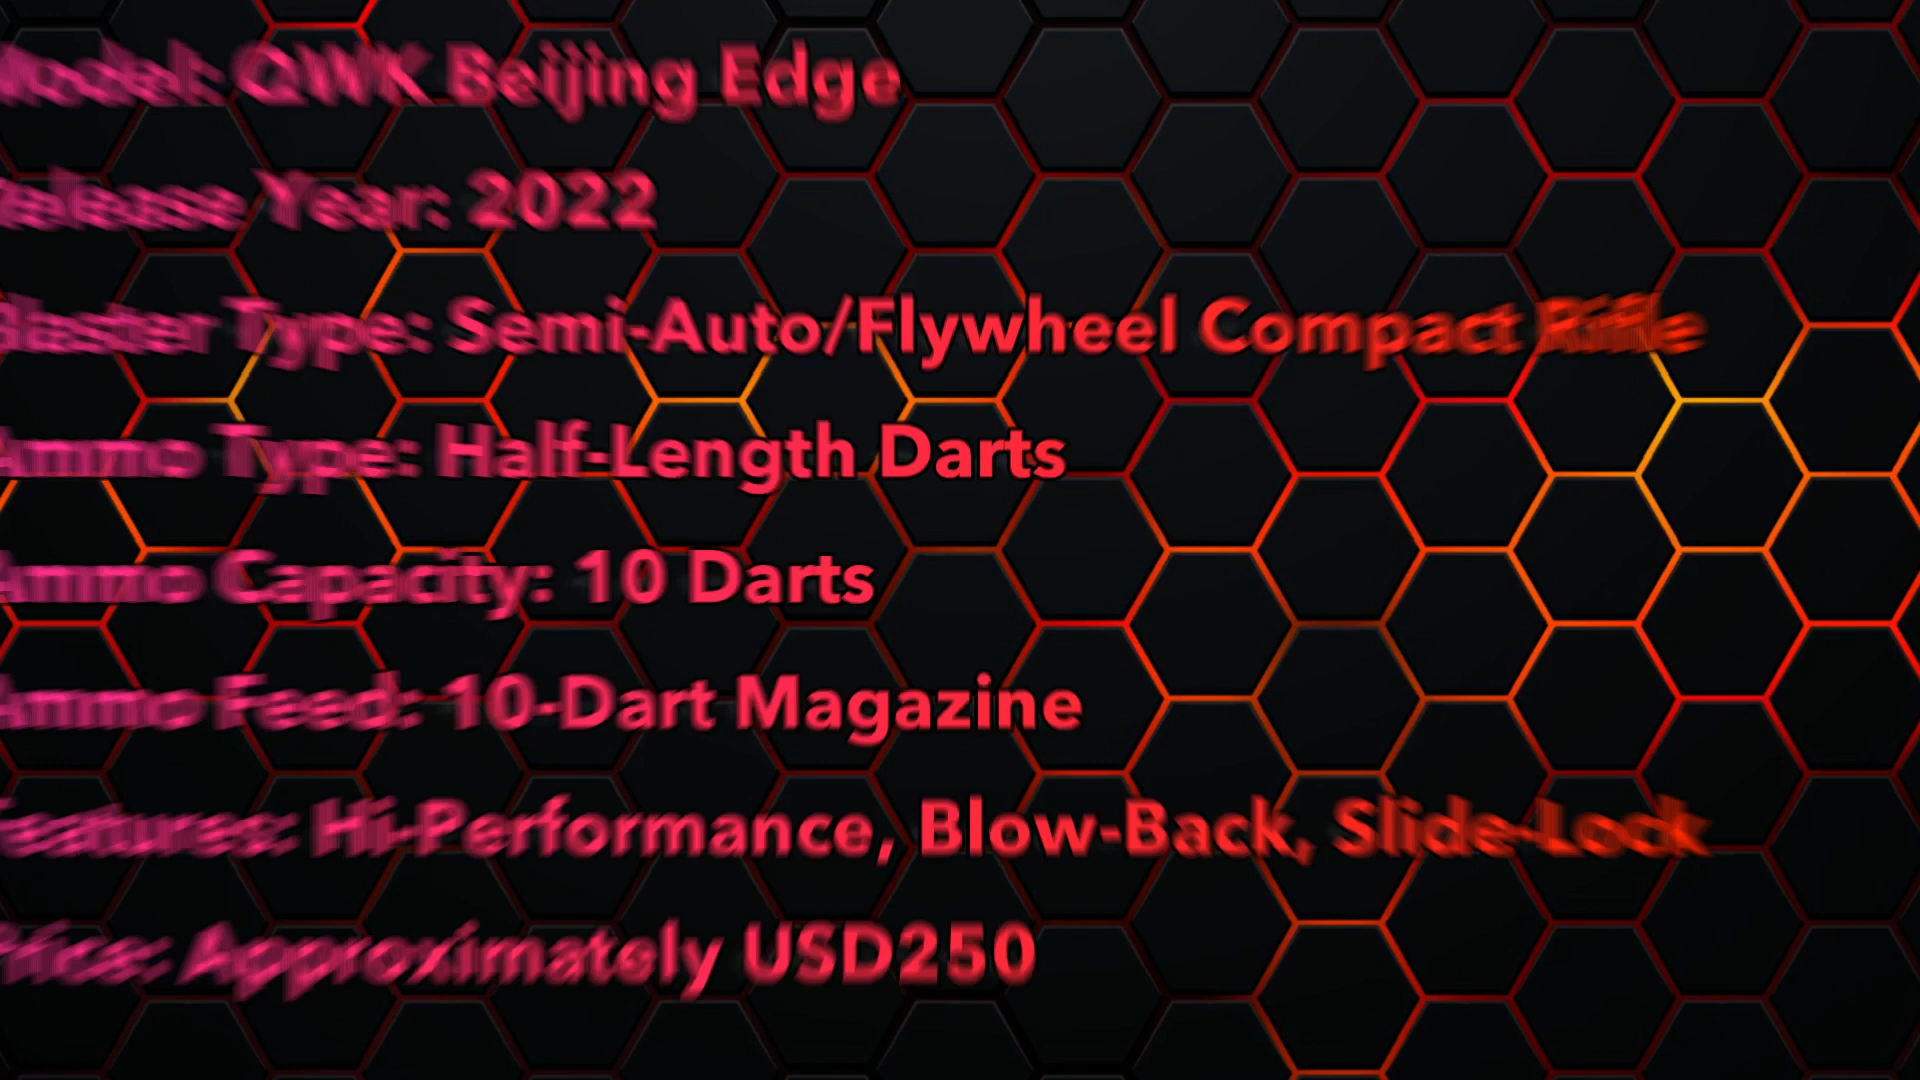 Model: QWK Beijing Edge
Release Year: 2022
Blaster Type: Semi-Auto/Flywheel Compact Rifle
Ammo Type: Half-Length Darts
Ammo Capacity: 10 Darts
Ammo Feed: 10-Dart Magazine
Features: Hi-Performance, Blow-Back, Slide-Lock
Price: Approximately USD250